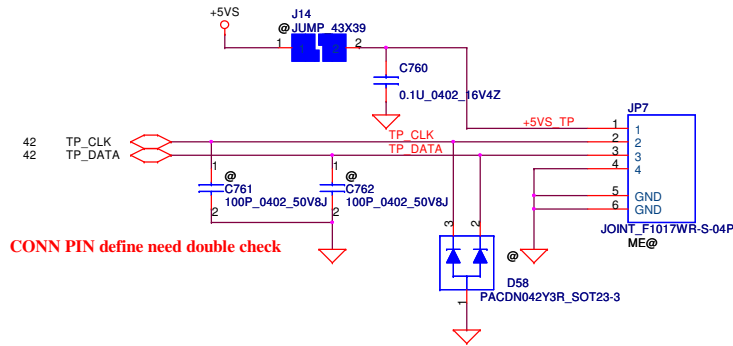 +5VS
J14
@
JUMP_43X39
1
1
2
2
C760
0.1U_0402_16V4Z
JP7
+5VS_TP
1
1
42 TP_CLK
TP_CLK
2
2
42 TP_DATA
TP_DATA
3
3
4
4
1
@
C761
100P_0402_50V8J
2
1
@
C762
100P_0402_50V8J
2
5
GND
6
GND
JOINT_F1017WR-S-04P
ME@
3
2
CONN PIN define need double check
@
D58
PACDN042Y3R_SOT23-3
1